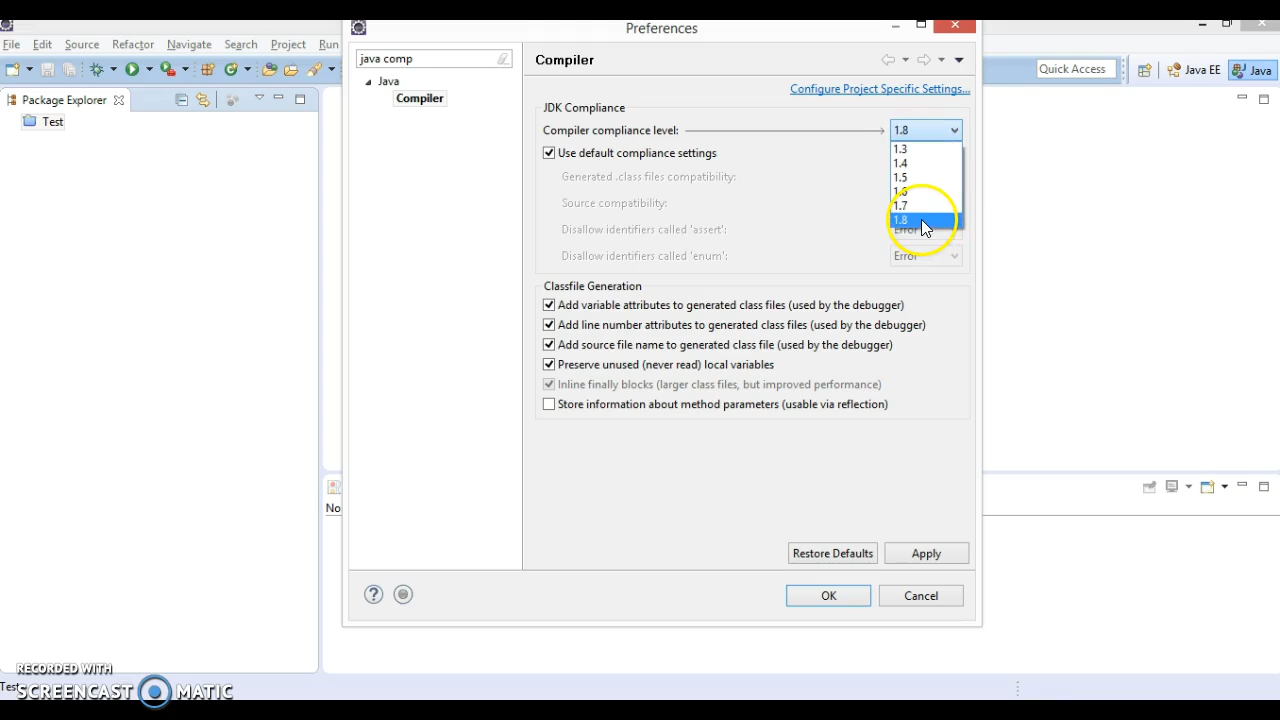 Preferences
File Edit Source Refactor Navigate Search Project Run
java comp
Compiler
Quick Access
Java EE
Java
Package Explorer
Java
Configure Project Specific Settings...
Compiler
JDK Compliance
Test
Compiler compliance level:
1.8
1.3
Use default compliance settings
1.4
Generated .class files compatibility:
1.5
1.6
Source compatibility:
1.7
1.8
Disallow identifiers called 'assert':
Error
Disallow identifiers called 'enum':
Error
Classfile Generation
Add variable attributes to generated class files (used by the debugger)
Add line number attributes to generated class files (used by the debugger)
Add source file name to generated class file (used by the debugger)
Preserve unused (never read) local variables
Inline finally blocks (larger class files, but improved performance)
Store information about method parameters (usable via reflection)
No
Restore Defaults
Apply
OK
Cancel
RECORDED WITH
Test
SCREENCAST MATIC